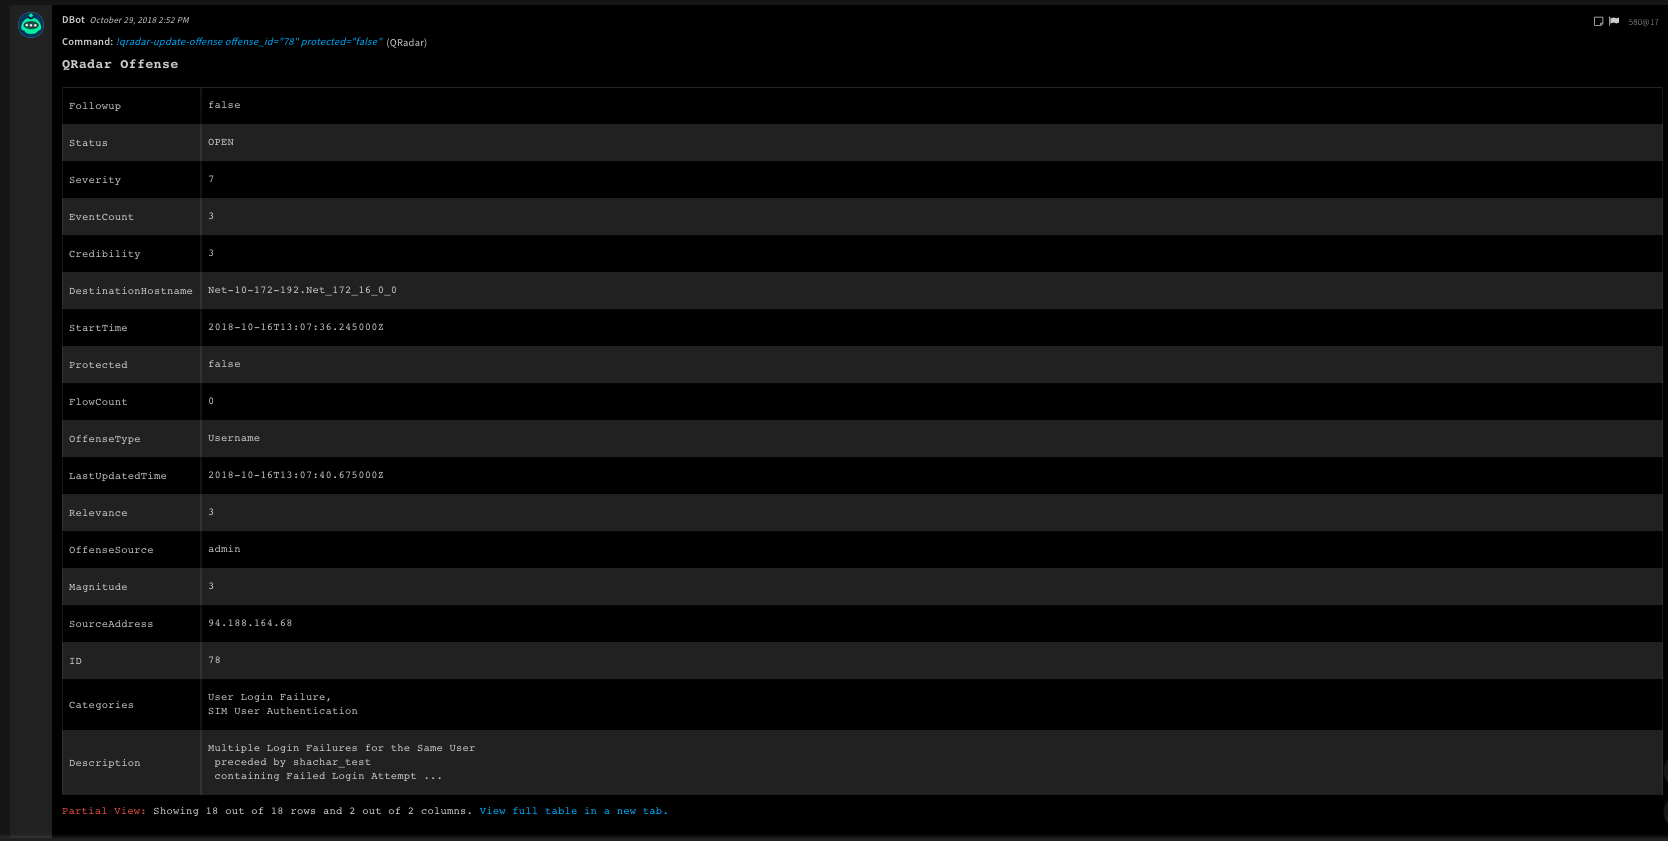 DBot October 29, 2018 2:52 PM 580@17
Command: !qradar-update-offense offense_id="78" protected="false" (QRadar)
QRadar Offense
Followup false
Status OPEN
Severity 7
EventCount 3
Credibility 3
DestinationHostname Net-10-172-192.Net_172_16_0_0
StartTime 2018-10-16T13:07:36.245000Z
Protected false
FlowCount 0
OffenseType Username
LastUpdatedTime 2018-10-16T13:07:40.675000Z
Relevance 3
OffenseSource admin
Magnitude 3
SourceAddress 94.188.164.68
ID 78
Categories User Login Failure,
SIM User Authentication
Description Multiple Login Failures for the Same User
preceded by shachar_test
containing Failed Login Attempt ...
Partial View: Showing 18 out of 18 rows and 2 out of 2 columns. View full table in a new tab.